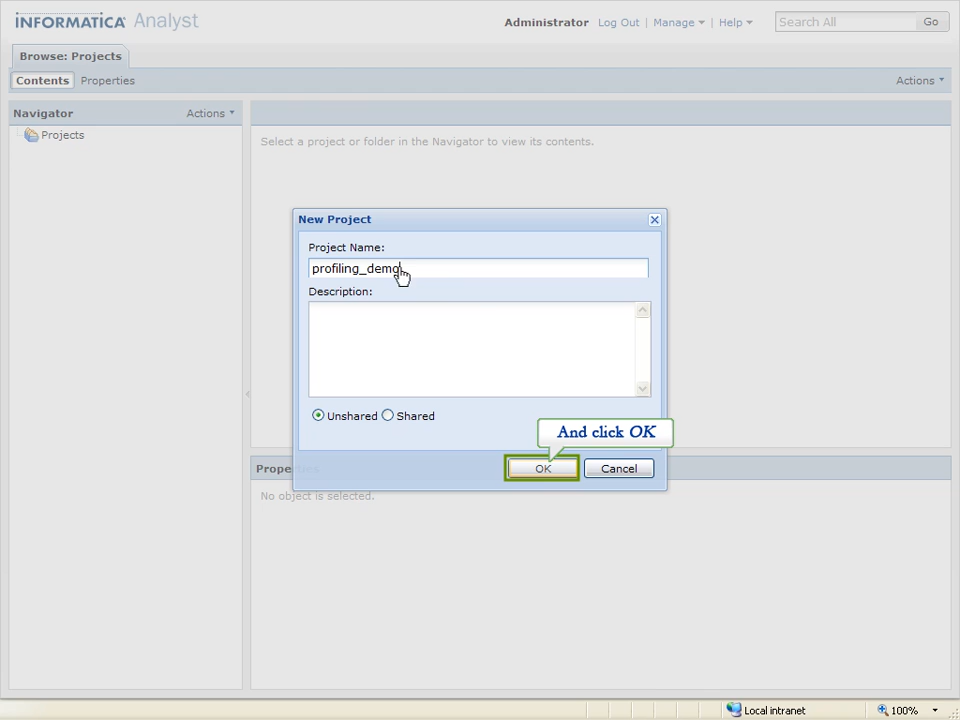 INFORMATICA Analyst
Administrator Log Out | Manage | Help
Search All Go
Browse: Projects
Contents Properties Actions
Navigator Actions
Projects
Select a project or folder in the Navigator to view its contents.
New Project
Project Name:
profiling_demo
Description:
Unshared Shared
And click OK
OK Cancel
Properties
No object is selected.
Local intranet 100%